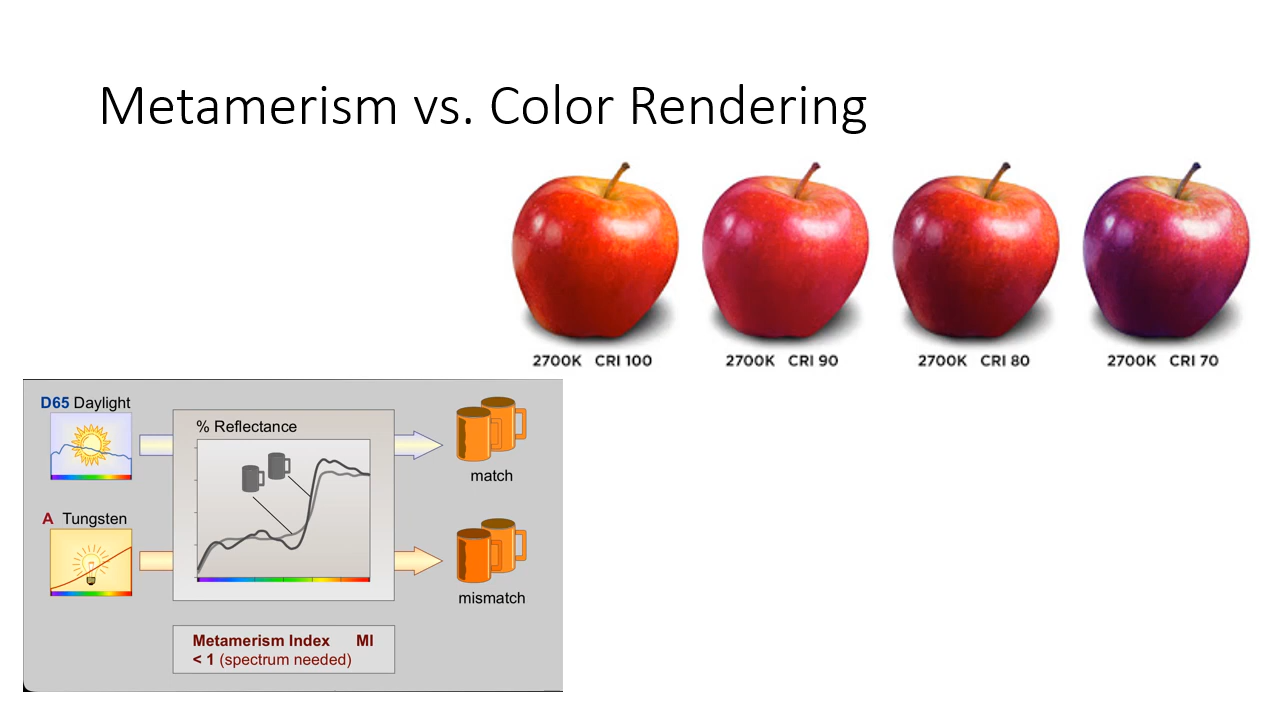 Metamerism vs. Color Rendering
2700K CRI 100
2700K CRI 90
2700K CRI 80
2700K CRI 70
D65 Daylight
% Reflectance
match
A Tungsten
mismatch
Metamerism Index MI
< 1 (spectrum needed)